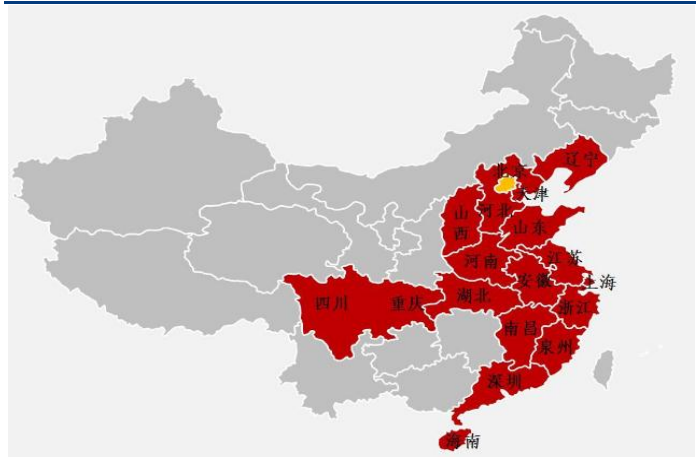 辽宁
北京
天津
山西
河北
山东
河南
江苏
安徽
上海
四川
重庆
湖北
浙江
南昌
泉州
深圳
海南